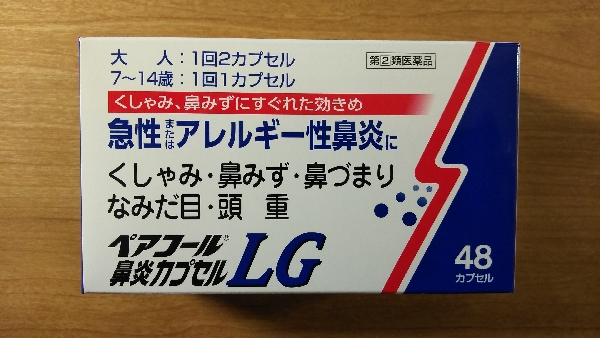 大 人：1回2カプセル
7～14歳：1回1カプセル
指定第②類医薬品
くしゃみ、鼻みずにすぐれた効きめ
急性またはアレルギー性鼻炎に
くしゃみ・鼻みず・鼻づまり
なみだ目・頭 重
ペアコール
鼻炎カプセルLG
48
カプセル